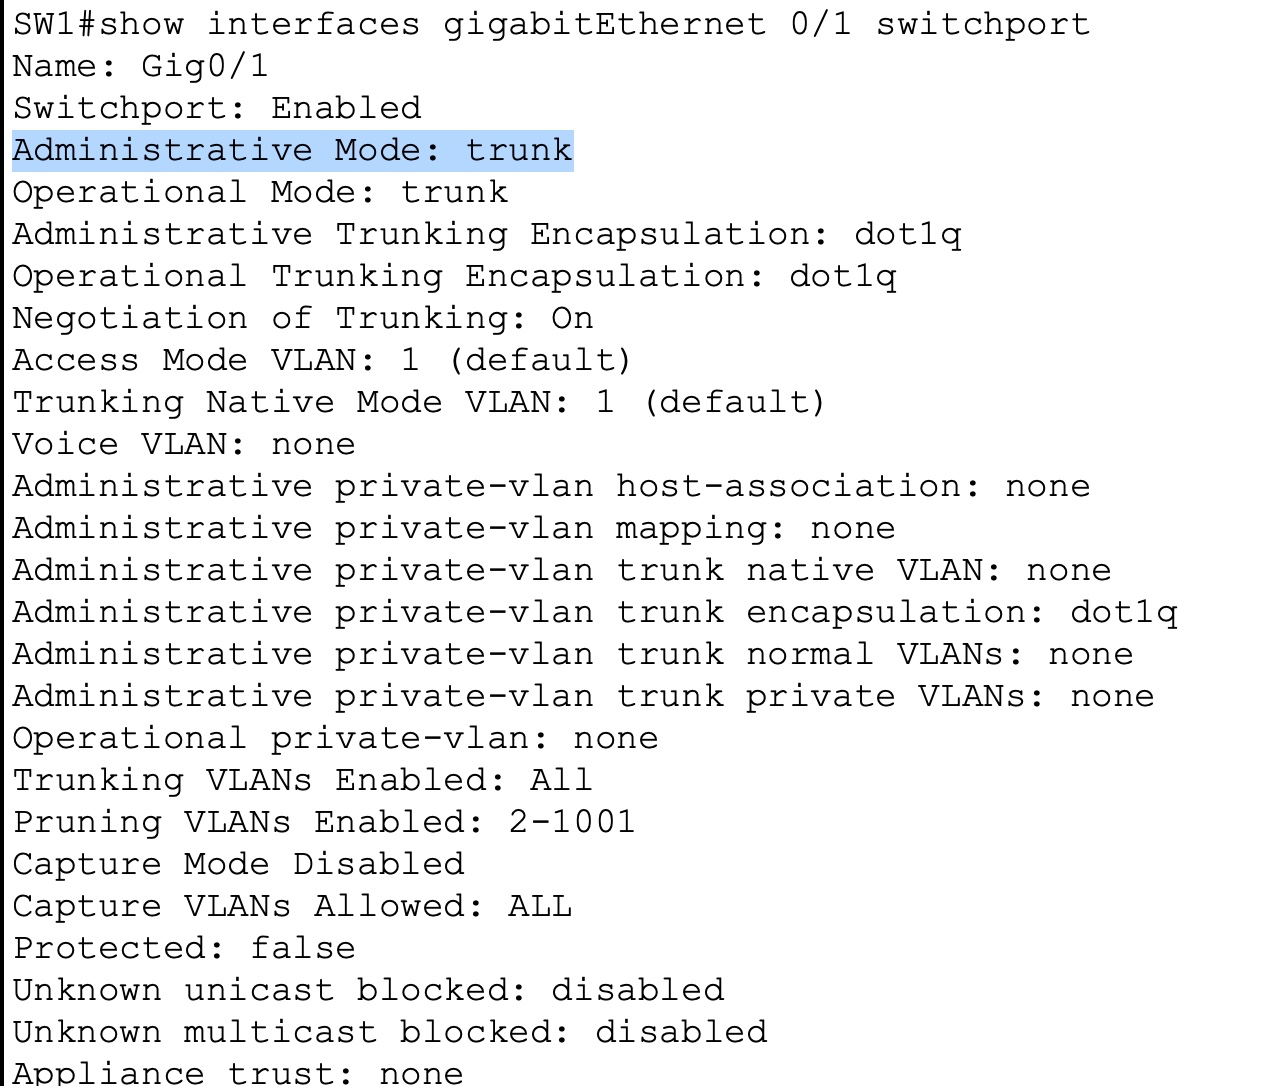 SW1#show interfaces gigabitEthernet 0/1 switchport
Name: Gig0/1
Switchport: Enabled
Administrative Mode: trunk
Operational Mode: trunk
Administrative Trunking Encapsulation: dot1q
Operational Trunking Encapsulation: dot1q
Negotiation of Trunking: On
Access Mode VLAN: 1 (default)
Trunking Native Mode VLAN: 1 (default)
Voice VLAN: none
Administrative private-vlan host-association: none
Administrative private-vlan mapping: none
Administrative private-vlan trunk native VLAN: none
Administrative private-vlan trunk encapsulation: dot1q
Administrative private-vlan trunk normal VLANs: none
Administrative private-vlan trunk private VLANs: none
Operational private-vlan: none
Trunking VLANs Enabled: All
Pruning VLANs Enabled: 2-1001
Capture Mode Disabled
Capture VLANs Allowed: ALL
Protected: false
Unknown unicast blocked: disabled
Unknown multicast blocked: disabled
Appliance trust: none